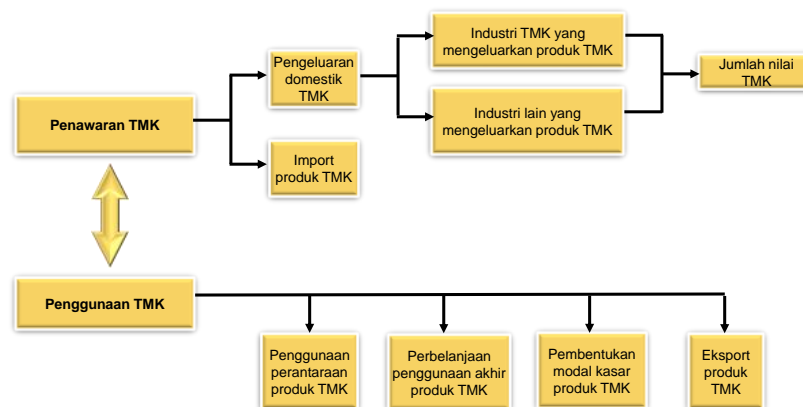 Penawaran TMK
Pengeluaran
domestik
TMK
Import
produk TMK
Industri TMK yang
mengeluarkan produk TMK
Industri lain yang
mengeluarkan produk TMK
Jumlah nilai
TMK
Penggunaan TMK
Penggunaan
perantaraan
produk TMK
Perbelanjaan
penggunaan akhir
produk TMK
Pembentukan
modal kasar
produk TMK
Eksport
produk
TMK